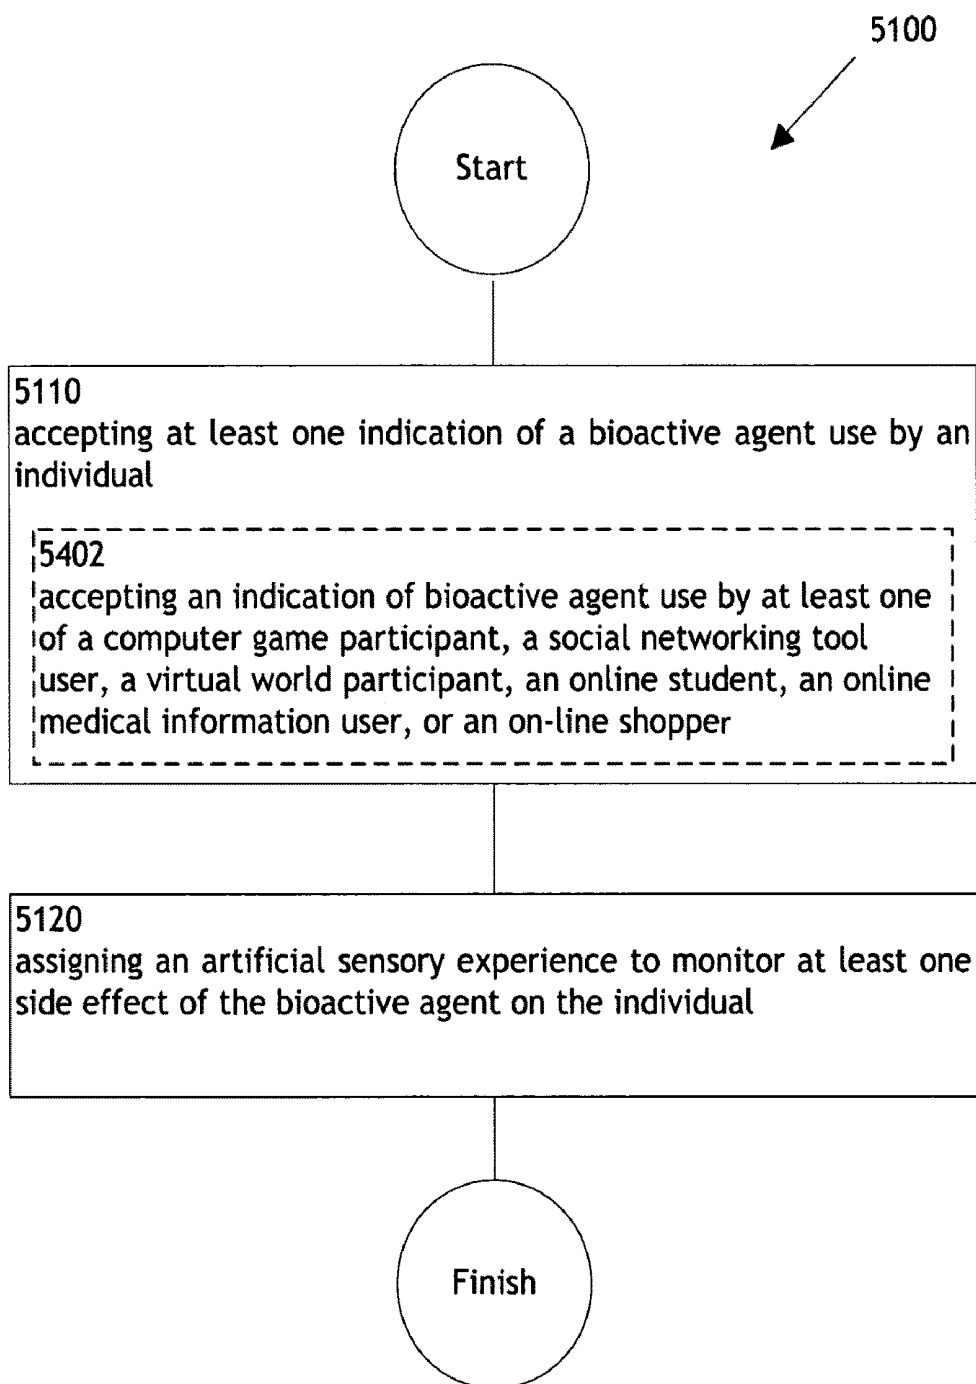 5100
Start
5110
accepting at least one indication of a bioactive agent use by an
individual
5402
accepting an indication of bioactive agent use by at least one
of a computer game participant, a social networking tool
user, a virtual world participant, an online student, an online
medical information user, or an on-line shopper
5120
assigning an artificial sensory experience to monitor at least one
side effect of the bioactive agent on the individual
Finish